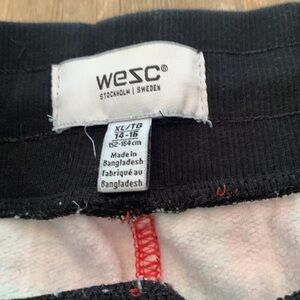 wesc®
STOCKHOLM | SWEDEN
XL/TG
14-16
152-164cm
Made in
Bangladesh
Fabriqué au
Bangladesh